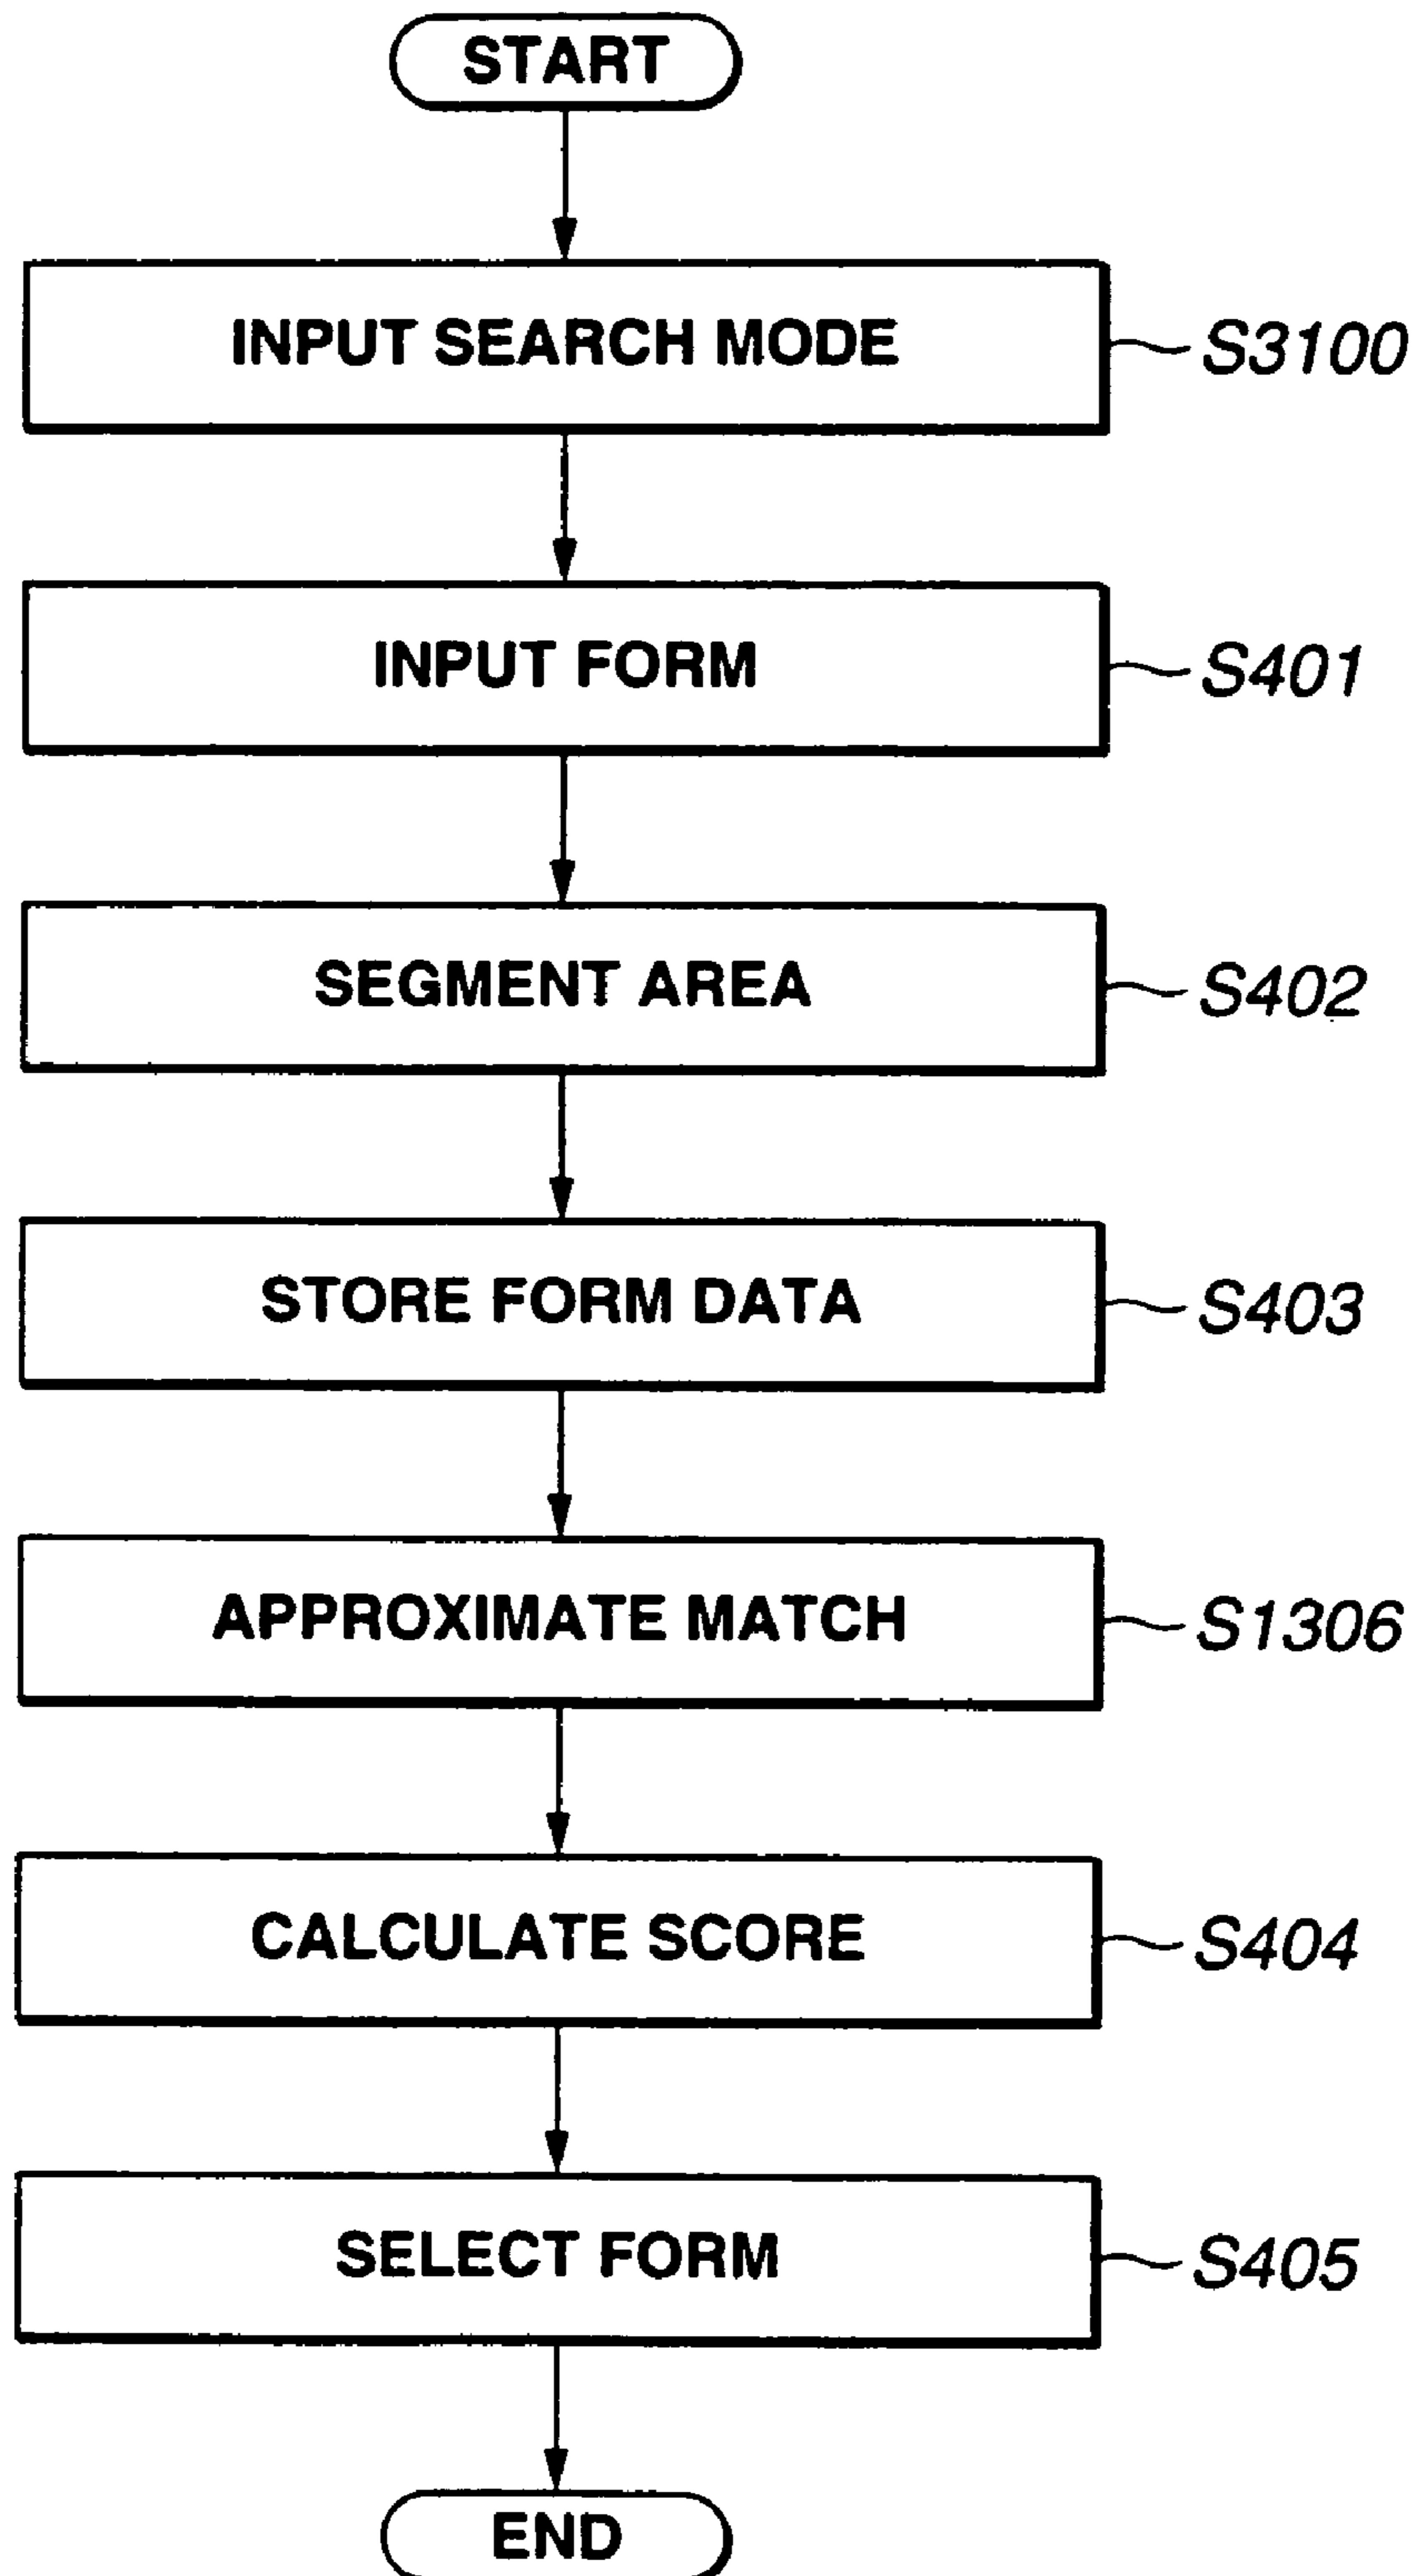 START
INPUT SEARCH MODE
S3100
INPUT FORM
S401
SEGMENT AREA
S402
STORE FORM DATA
S403
APPROXIMATE MATCH
S1306
CALCULATE SCORE
S404
SELECT FORM
S405
END